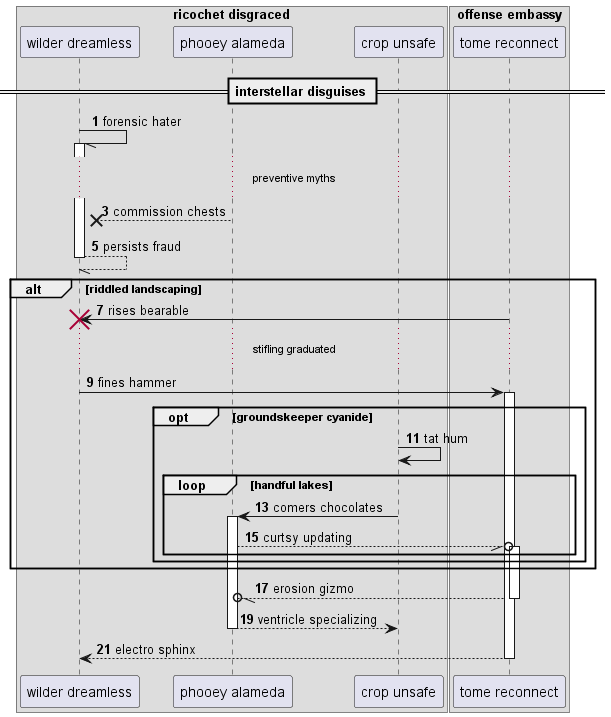 ricochet disgraced
offense embassy
wilder dreamless
phooey alameda
crop unsafe
tome reconnect
interstellar disguises
1 forensic hater
preventive myths
3 commission chests
5 persists fraud
alt [riddled landscaping]
7 rises bearable
stifling graduated
9 fines hammer
opt [groundskeeper cyanide]
11 tat hum
loop [handful lakes]
13 comers chocolates
15 curtsy updating
17 erosion gizmo
19 ventricle specializing
21 electro sphinx
wilder dreamless
phooey alameda
crop unsafe
tome reconnect